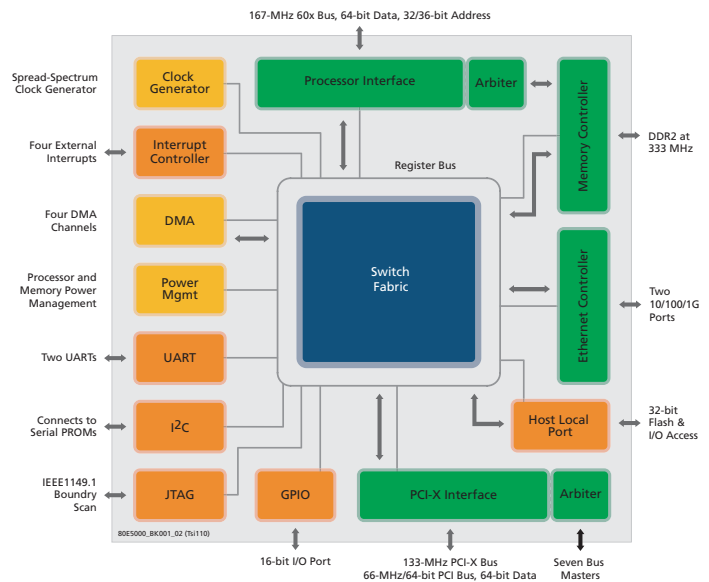 167-MHz 60x Bus, 64-bit Data, 32/36-bit Address
Spread-Spectrum
Clock Generator
Clock
Generator
Processor Interface
Arbiter
Memory Controller
DDR2 at
333 MHz
Four External
Interrupts
Interrupt
Controller
Register Bus
Four DMA
Channels
DMA
Switch
Fabric
Processor and
Memory Power
Management
Power
Mgmt
Ethernet Controller
Two
10/100/1G
Ports
Two UARTs
UART
Connects to
Serial PROMs
I2C
Host Local
Port
32-bit
Flash &
I/O Access
IEEE1149.1
Boundry
Scan
JTAG
GPIO
PCI-X Interface
Arbiter
80E5000_BK001_02 (Tsi110)
16-bit I/O Port
133-MHz PCI-X Bus
66-MHz/64-bit PCI Bus, 64-bit Data
Seven Bus
Masters